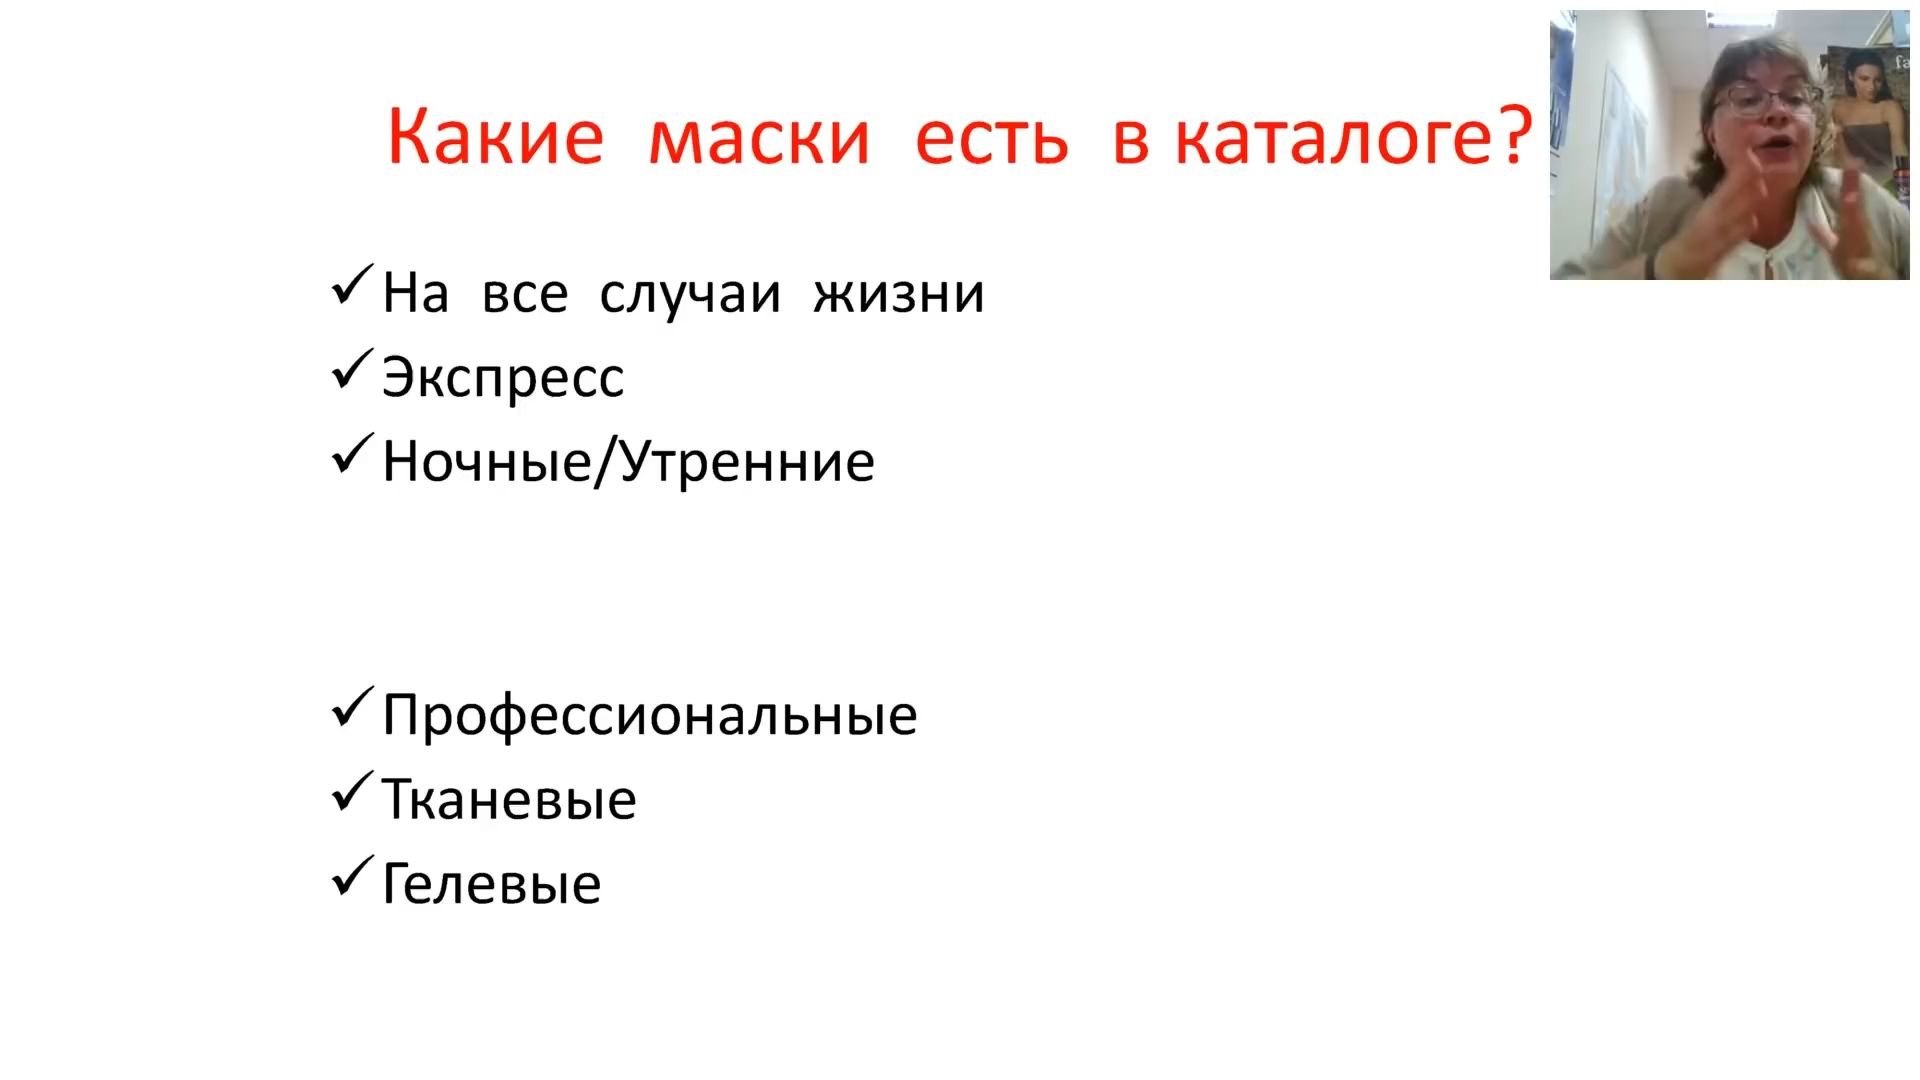 Какие маски есть в каталоге?
На все случаи жизни
Экспресс
Ночные/Утренние
Профессиональные
Тканевые
Гелевые